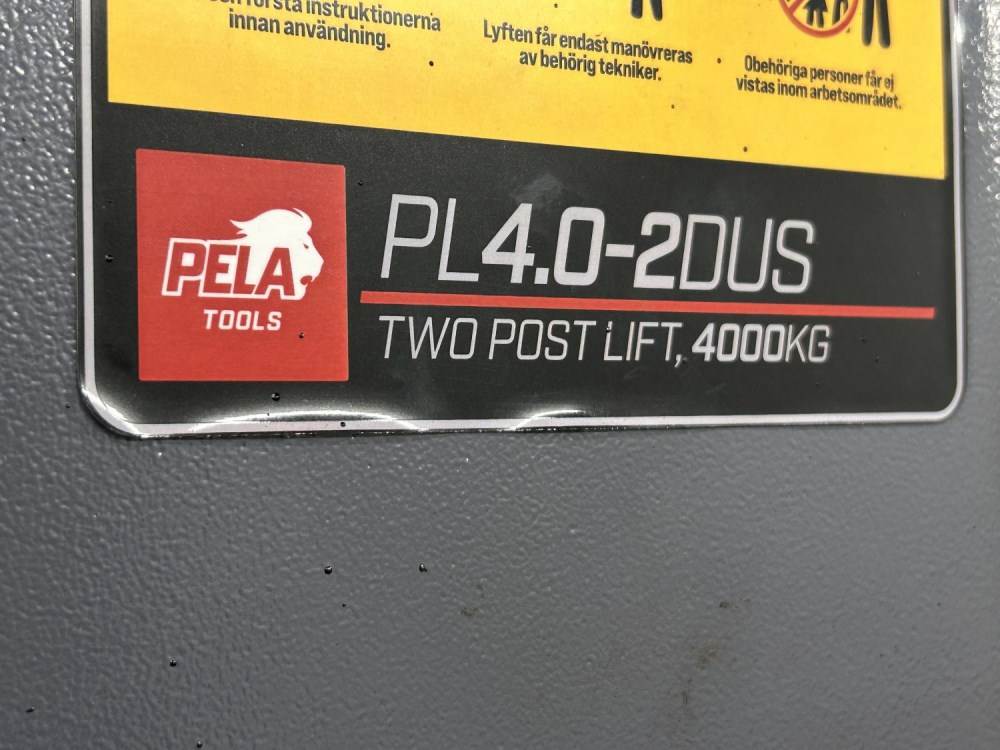 första instruktionerna
innan användning.
Lyften får endast manövreras
av behörig tekniker.
Obehöriga personer får ej
vistas inom arbetsområdet.
PELA
TOOLS
PL4.0-2DUS
TWO POST LIFT, 4000KG